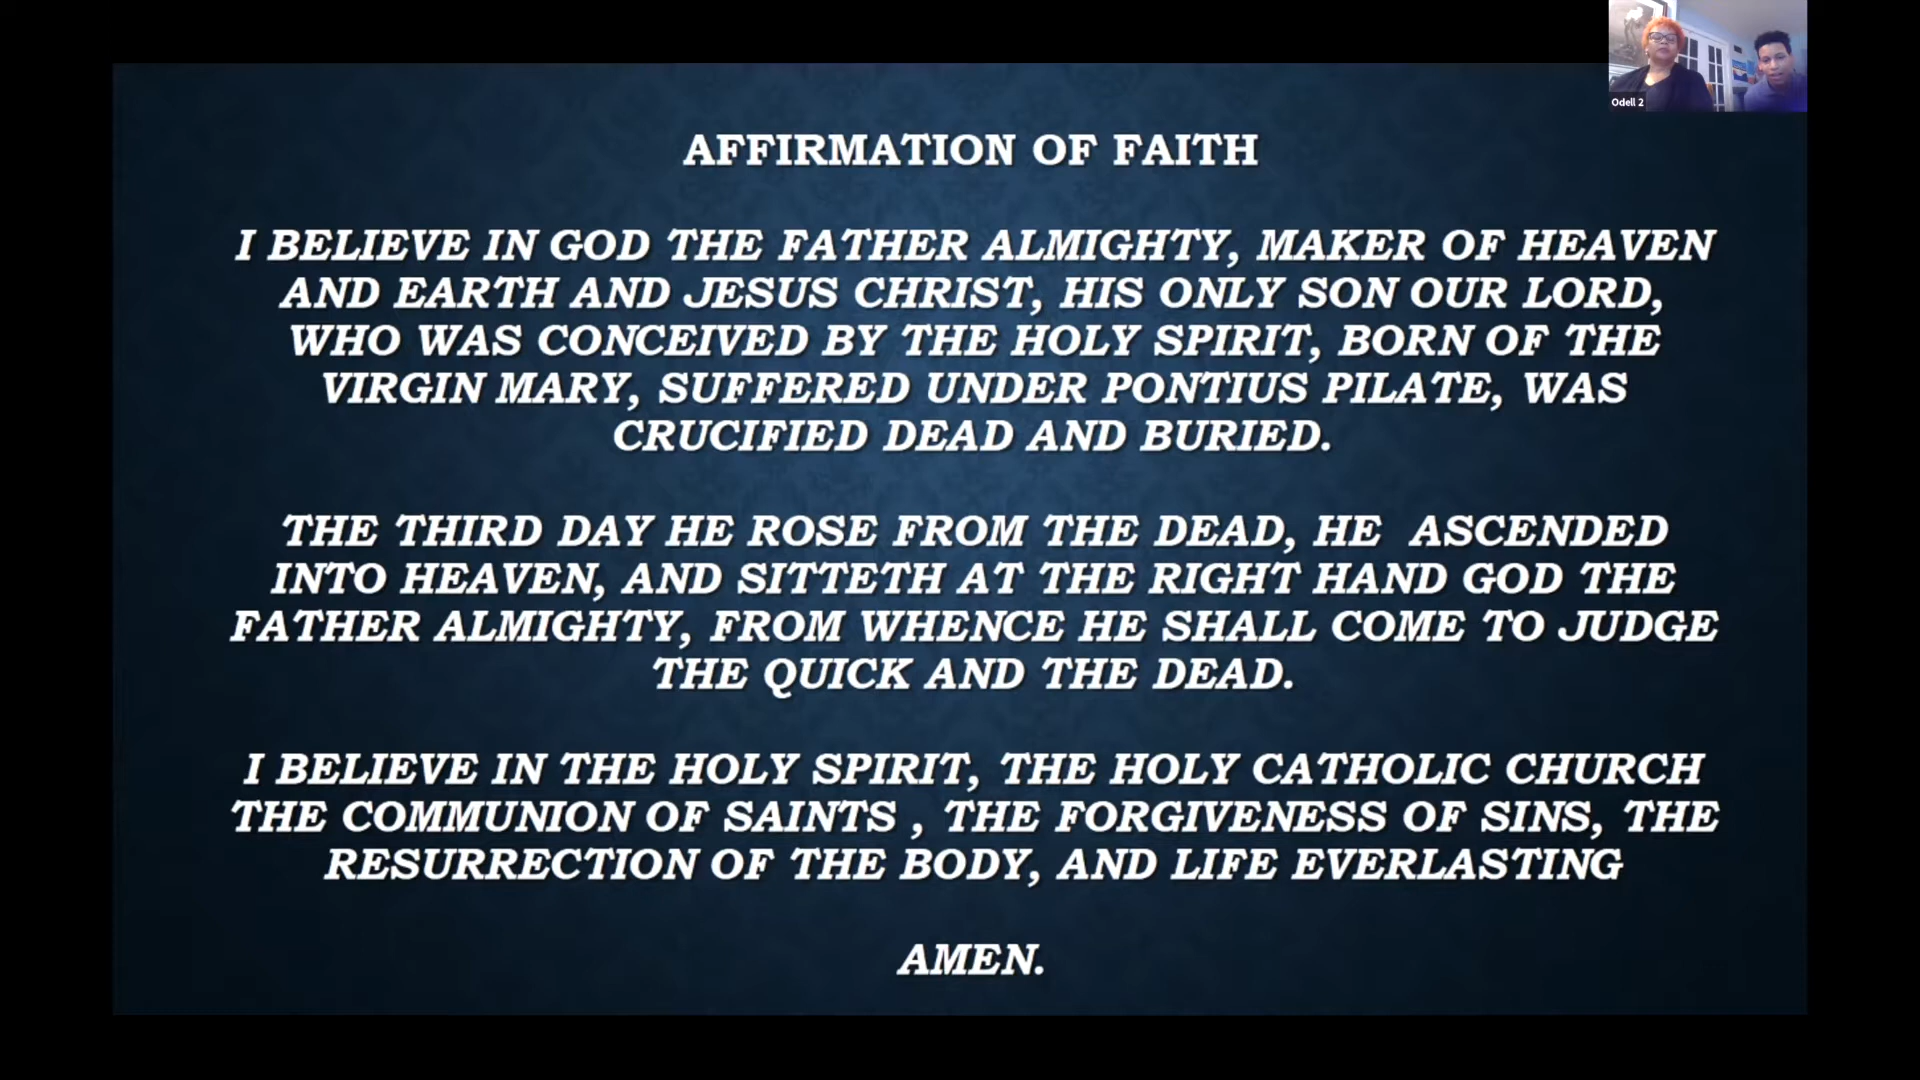 Odell 2
AFFIRMATION OF FAITH
I BELIEVE IN GOD THE FATHER ALMIGHTY, MAKER OF HEAVEN
AND EARTH AND JESUS CHRIST, HIS ONLY SON OUR LORD,
WHO WAS CONCEIVED BY THE HOLY SPIRIT, BORN OF THE
VIRGIN MARY, SUFFERED UNDER PONTIUS PILATE, WAS
CRUCIFIED DEAD AND BURIED.
THE THIRD DAY HE ROSE FROM THE DEAD, HE  ASCENDED
INTO HEAVEN, AND SITTETH AT THE RIGHT HAND GOD THE
FATHER ALMIGHTY, FROM WHENCE HE SHALL COME TO JUDGE
THE QUICK AND THE DEAD.
I BELIEVE IN THE HOLY SPIRIT, THE HOLY CATHOLIC CHURCH
THE COMMUNION OF SAINTS , THE FORGIVENESS OF SINS, THE
RESURRECTION OF THE BODY, AND LIFE EVERLASTING
AMEN.